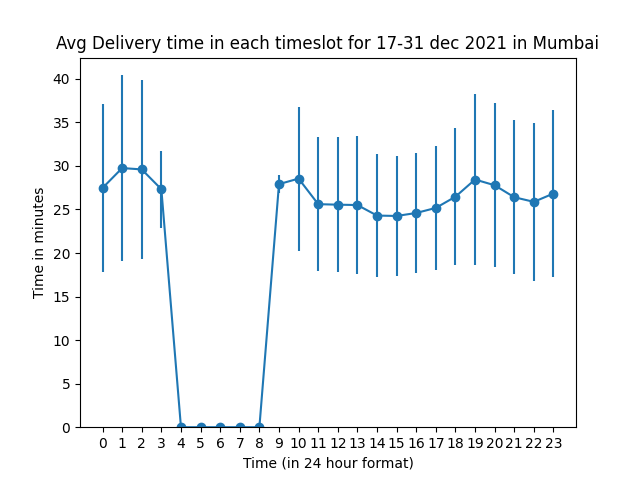 Avg Delivery time in each timeslot for 17-31 dec 2021 in Mumbai
40
35
30
25
20
15
10
5
0
Time in minutes
0 1 2 3 4 5 6 7 8 9 10 11 12 13 14 15 16 17 18 19 20 21 22 23
Time (in 24 hour format)